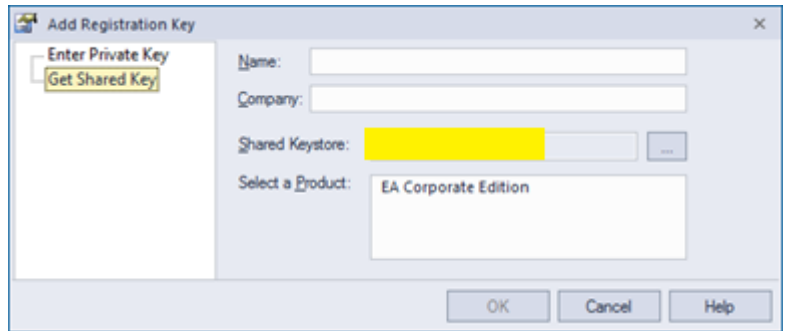 Add Registration Key
Enter Private Key
Get Shared Key
Name:
Company:
Shared Keystore:
...
Select a Product:
EA Corporate Edition
OK
Cancel
Help